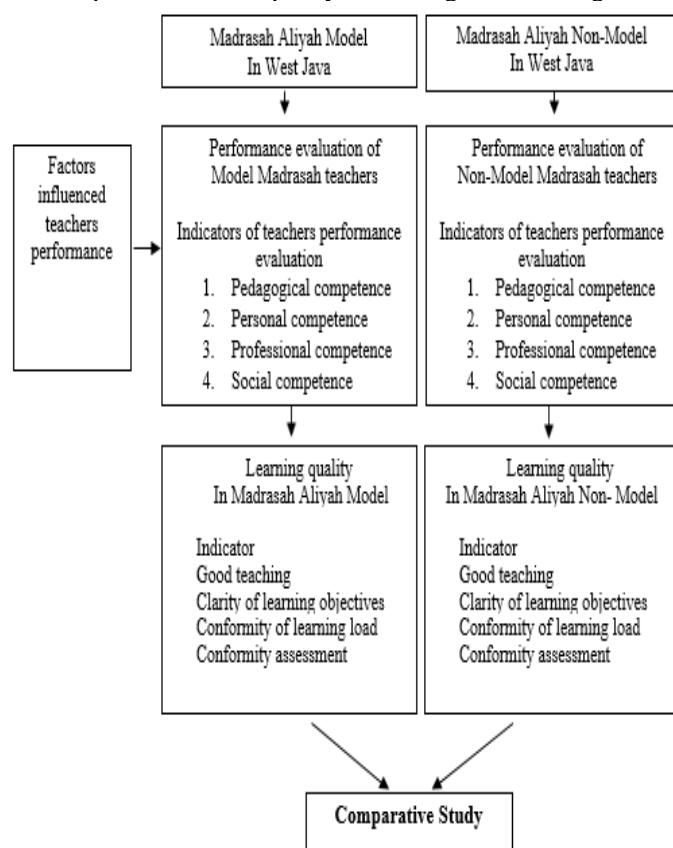 Madrasah Aliyah Model
In West Java
Madrasah Aliyah Non-Model
In West Java
Factors
influenced
teachers
performance
Performance evaluation of
Model Madrasah teachers
Indicators of teachers performance
evaluation
1. Pedagogical competence
2. Personal competence
3. Professional competence
4. Social competence
Performance evaluation of
Non-Model Madrasah teachers
Indicators of teachers performance
evaluation
1. Pedagogical competence
2. Personal competence
3. Professional competence
4. Social competence
Learning quality
In Madrasah Aliyah Model
Indicator
Good teaching
Clarity of learning objectives
Conformity of learning load
Conformity assessment
Learning quality
In Madrasah Aliyah Non- Model
Indicator
Good teaching
Clarity of learning objectives
Conformity of learning load
Conformity assessment
Comparative Study